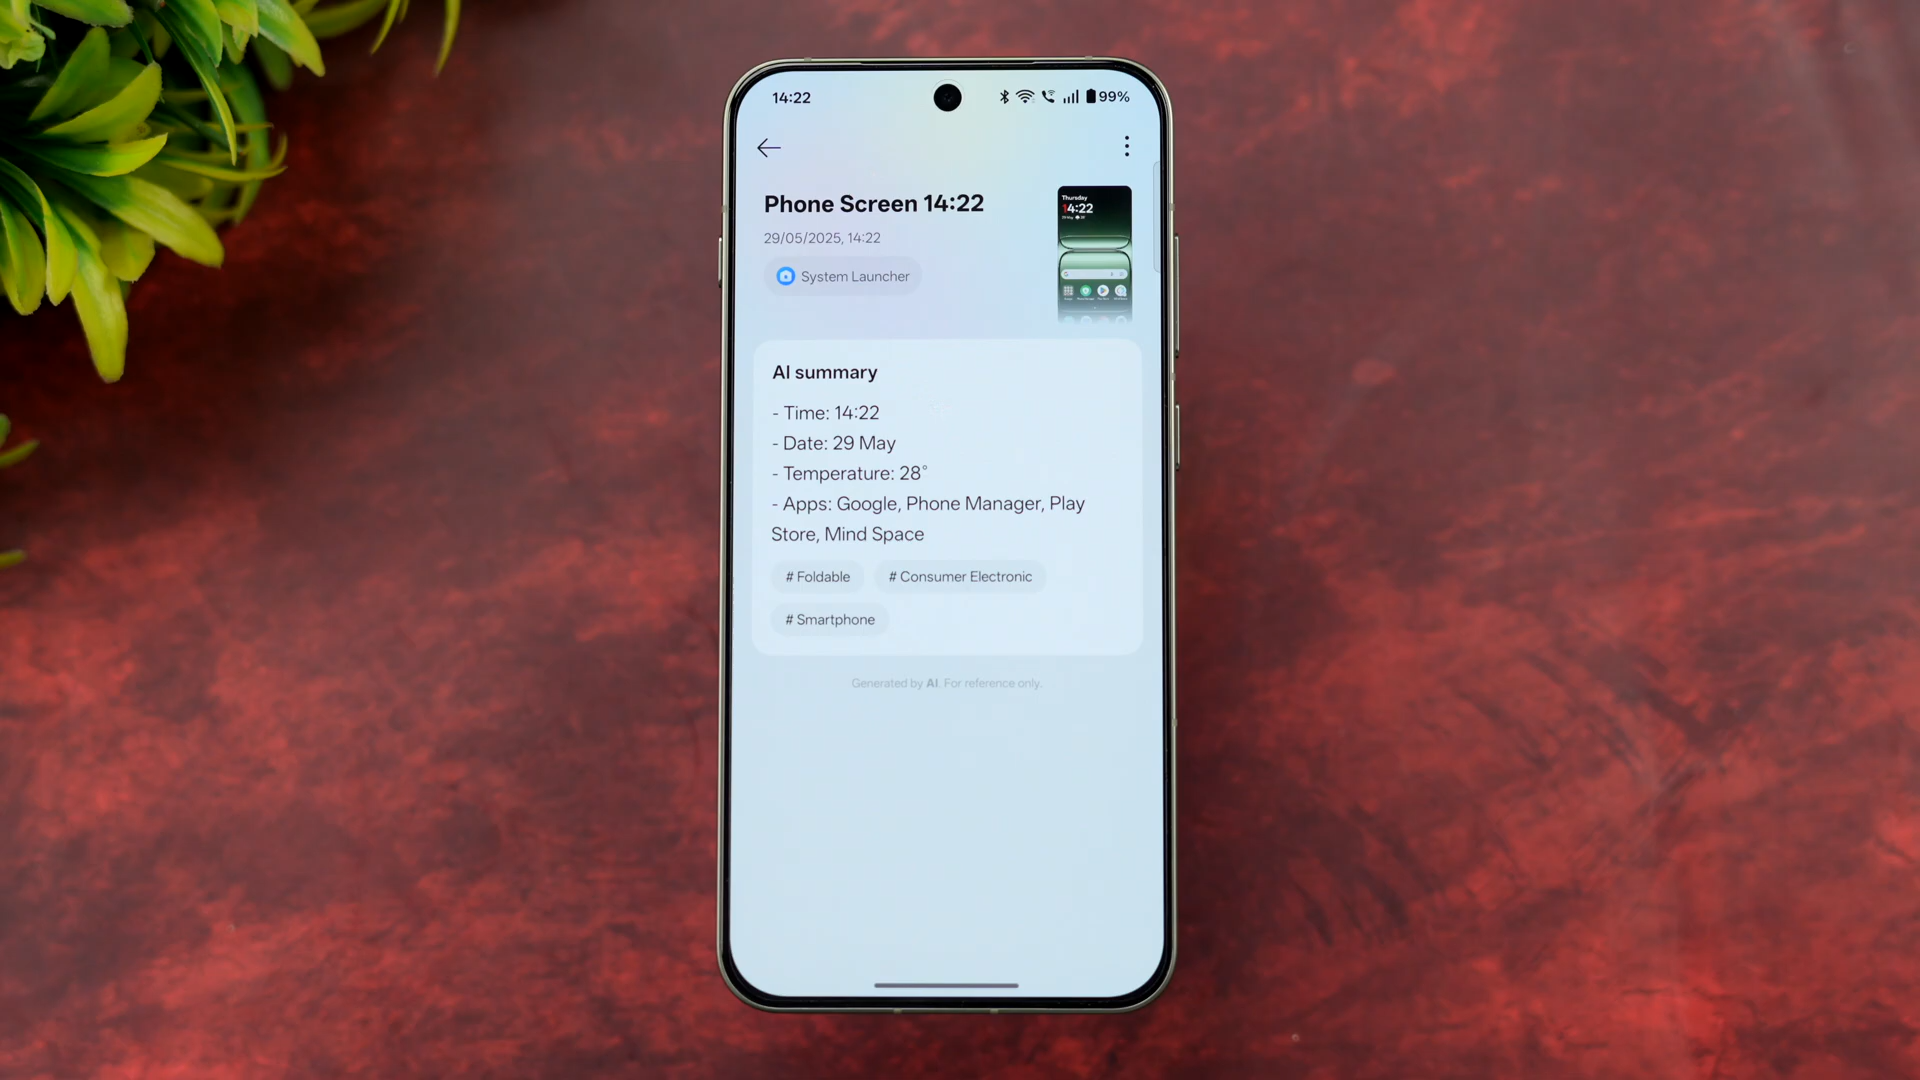 14:22
99%
Phone Screen 14:22
29/05/2025, 14:22
System Launcher
Thursday
14:22
AI summary
- Time: 14:22
- Date: 29 May
- Temperature: 28°
- Apps: Google, Phone Manager, Play
Store, Mind Space
# Foldable
# Consumer Electronic
# Smartphone
Generated by AI. For reference only.